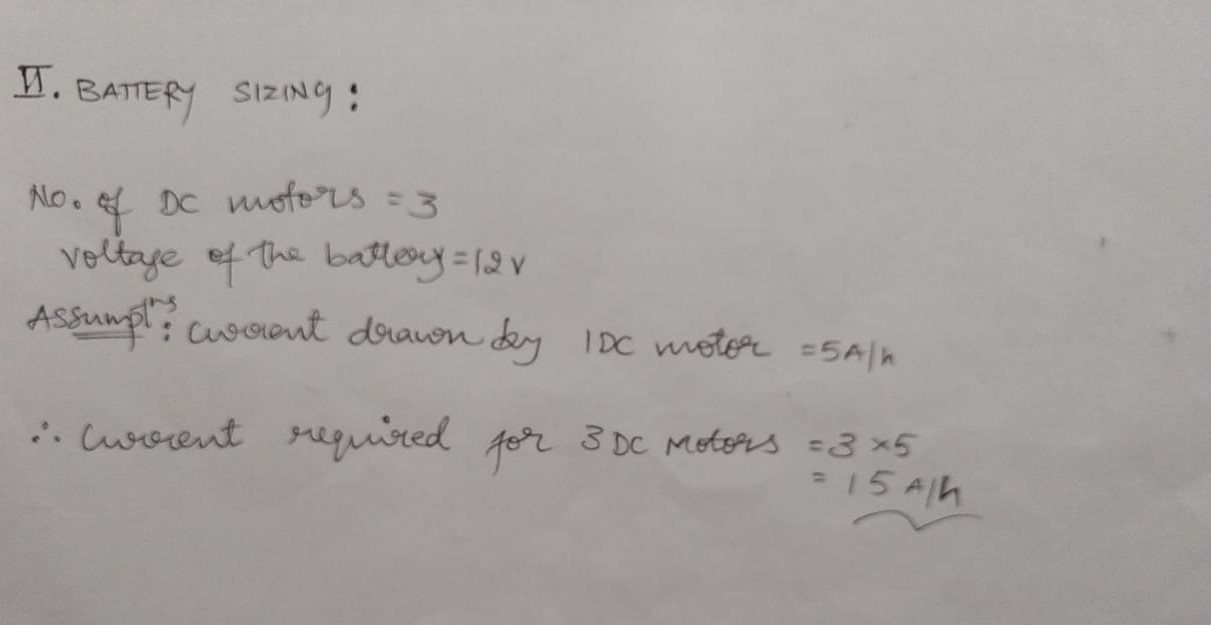 VI. BATTERY SIZING:
No. of DC motors = 3
voltage of the battery = 12 V
Assumptns: current drawn by 1 DC motor = 5 A/h
∴ Current required for 3 DC Motors = 3 × 5
= 15 A/h